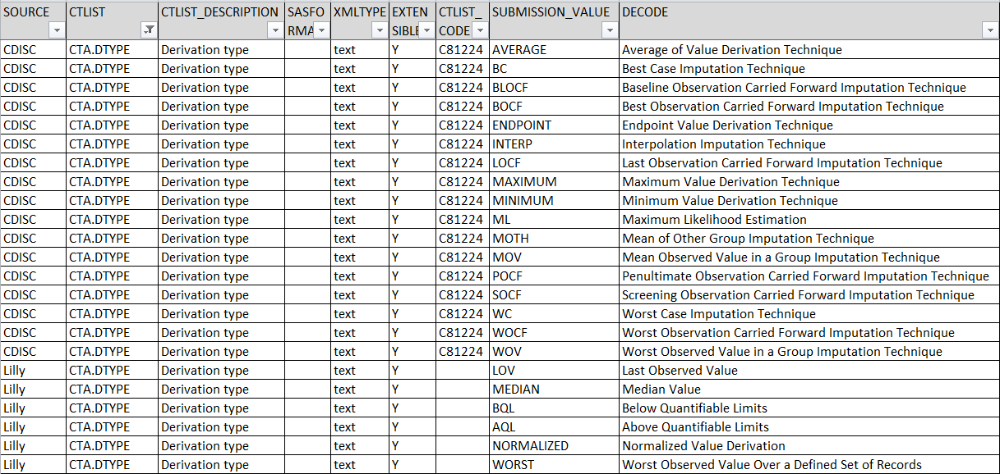 SOURCE CTLIST CTLIST_DESCRIPTION SASFO XMLTYPE EXTEN CTLIST_ SUBMISSION_VALUE DECODE
RMA SIBLE CODE
CDISC CTA.DTYPE Derivation type text Y C81224 AVERAGE Average of Value Derivation Technique
CDISC CTA.DTYPE Derivation type text Y C81224 BC Best Case Imputation Technique
CDISC CTA.DTYPE Derivation type text Y C81224 BLOCF Baseline Observation Carried Forward Imputation Technique
CDISC CTA.DTYPE Derivation type text Y C81224 BOCF Best Observation Carried Forward Imputation Technique
CDISC CTA.DTYPE Derivation type text Y C81224 ENDPOINT Endpoint Value Derivation Technique
CDISC CTA.DTYPE Derivation type text Y C81224 INTERP Interpolation Imputation Technique
CDISC CTA.DTYPE Derivation type text Y C81224 LOCF Last Observation Carried Forward Imputation Technique
CDISC CTA.DTYPE Derivation type text Y C81224 MAXIMUM Maximum Value Derivation Technique
CDISC CTA.DTYPE Derivation type text Y C81224 MINIMUM Minimum Value Derivation Technique
CDISC CTA.DTYPE Derivation type text Y C81224 ML Maximum Likelihood Estimation
CDISC CTA.DTYPE Derivation type text Y C81224 MOTH Mean of Other Group Imputation Technique
CDISC CTA.DTYPE Derivation type text Y C81224 MOV Mean Observed Value in a Group Imputation Technique
CDISC CTA.DTYPE Derivation type text Y C81224 POCF Penultimate Observation Carried Forward Imputation Technique
CDISC CTA.DTYPE Derivation type text Y C81224 SOCF Screening Observation Carried Forward Imputation Technique
CDISC CTA.DTYPE Derivation type text Y C81224 WC Worst Case Imputation Technique
CDISC CTA.DTYPE Derivation type text Y C81224 WOCF Worst Observation Carried Forward Imputation Technique
CDISC CTA.DTYPE Derivation type text Y C81224 WOV Worst Observed Value in a Group Imputation Technique
Lilly CTA.DTYPE Derivation type text Y LOV Last Observed Value
Lilly CTA.DTYPE Derivation type text Y MEDIAN Median Value
Lilly CTA.DTYPE Derivation type text Y BQL Below Quantifiable Limits
Lilly CTA.DTYPE Derivation type text Y AQL Above Quantifiable Limits
Lilly CTA.DTYPE Derivation type text Y NORMALIZED Normalized Value Derivation
Lilly CTA.DTYPE Derivation type text Y WORST Worst Observed Value Over a Defined Set of Records